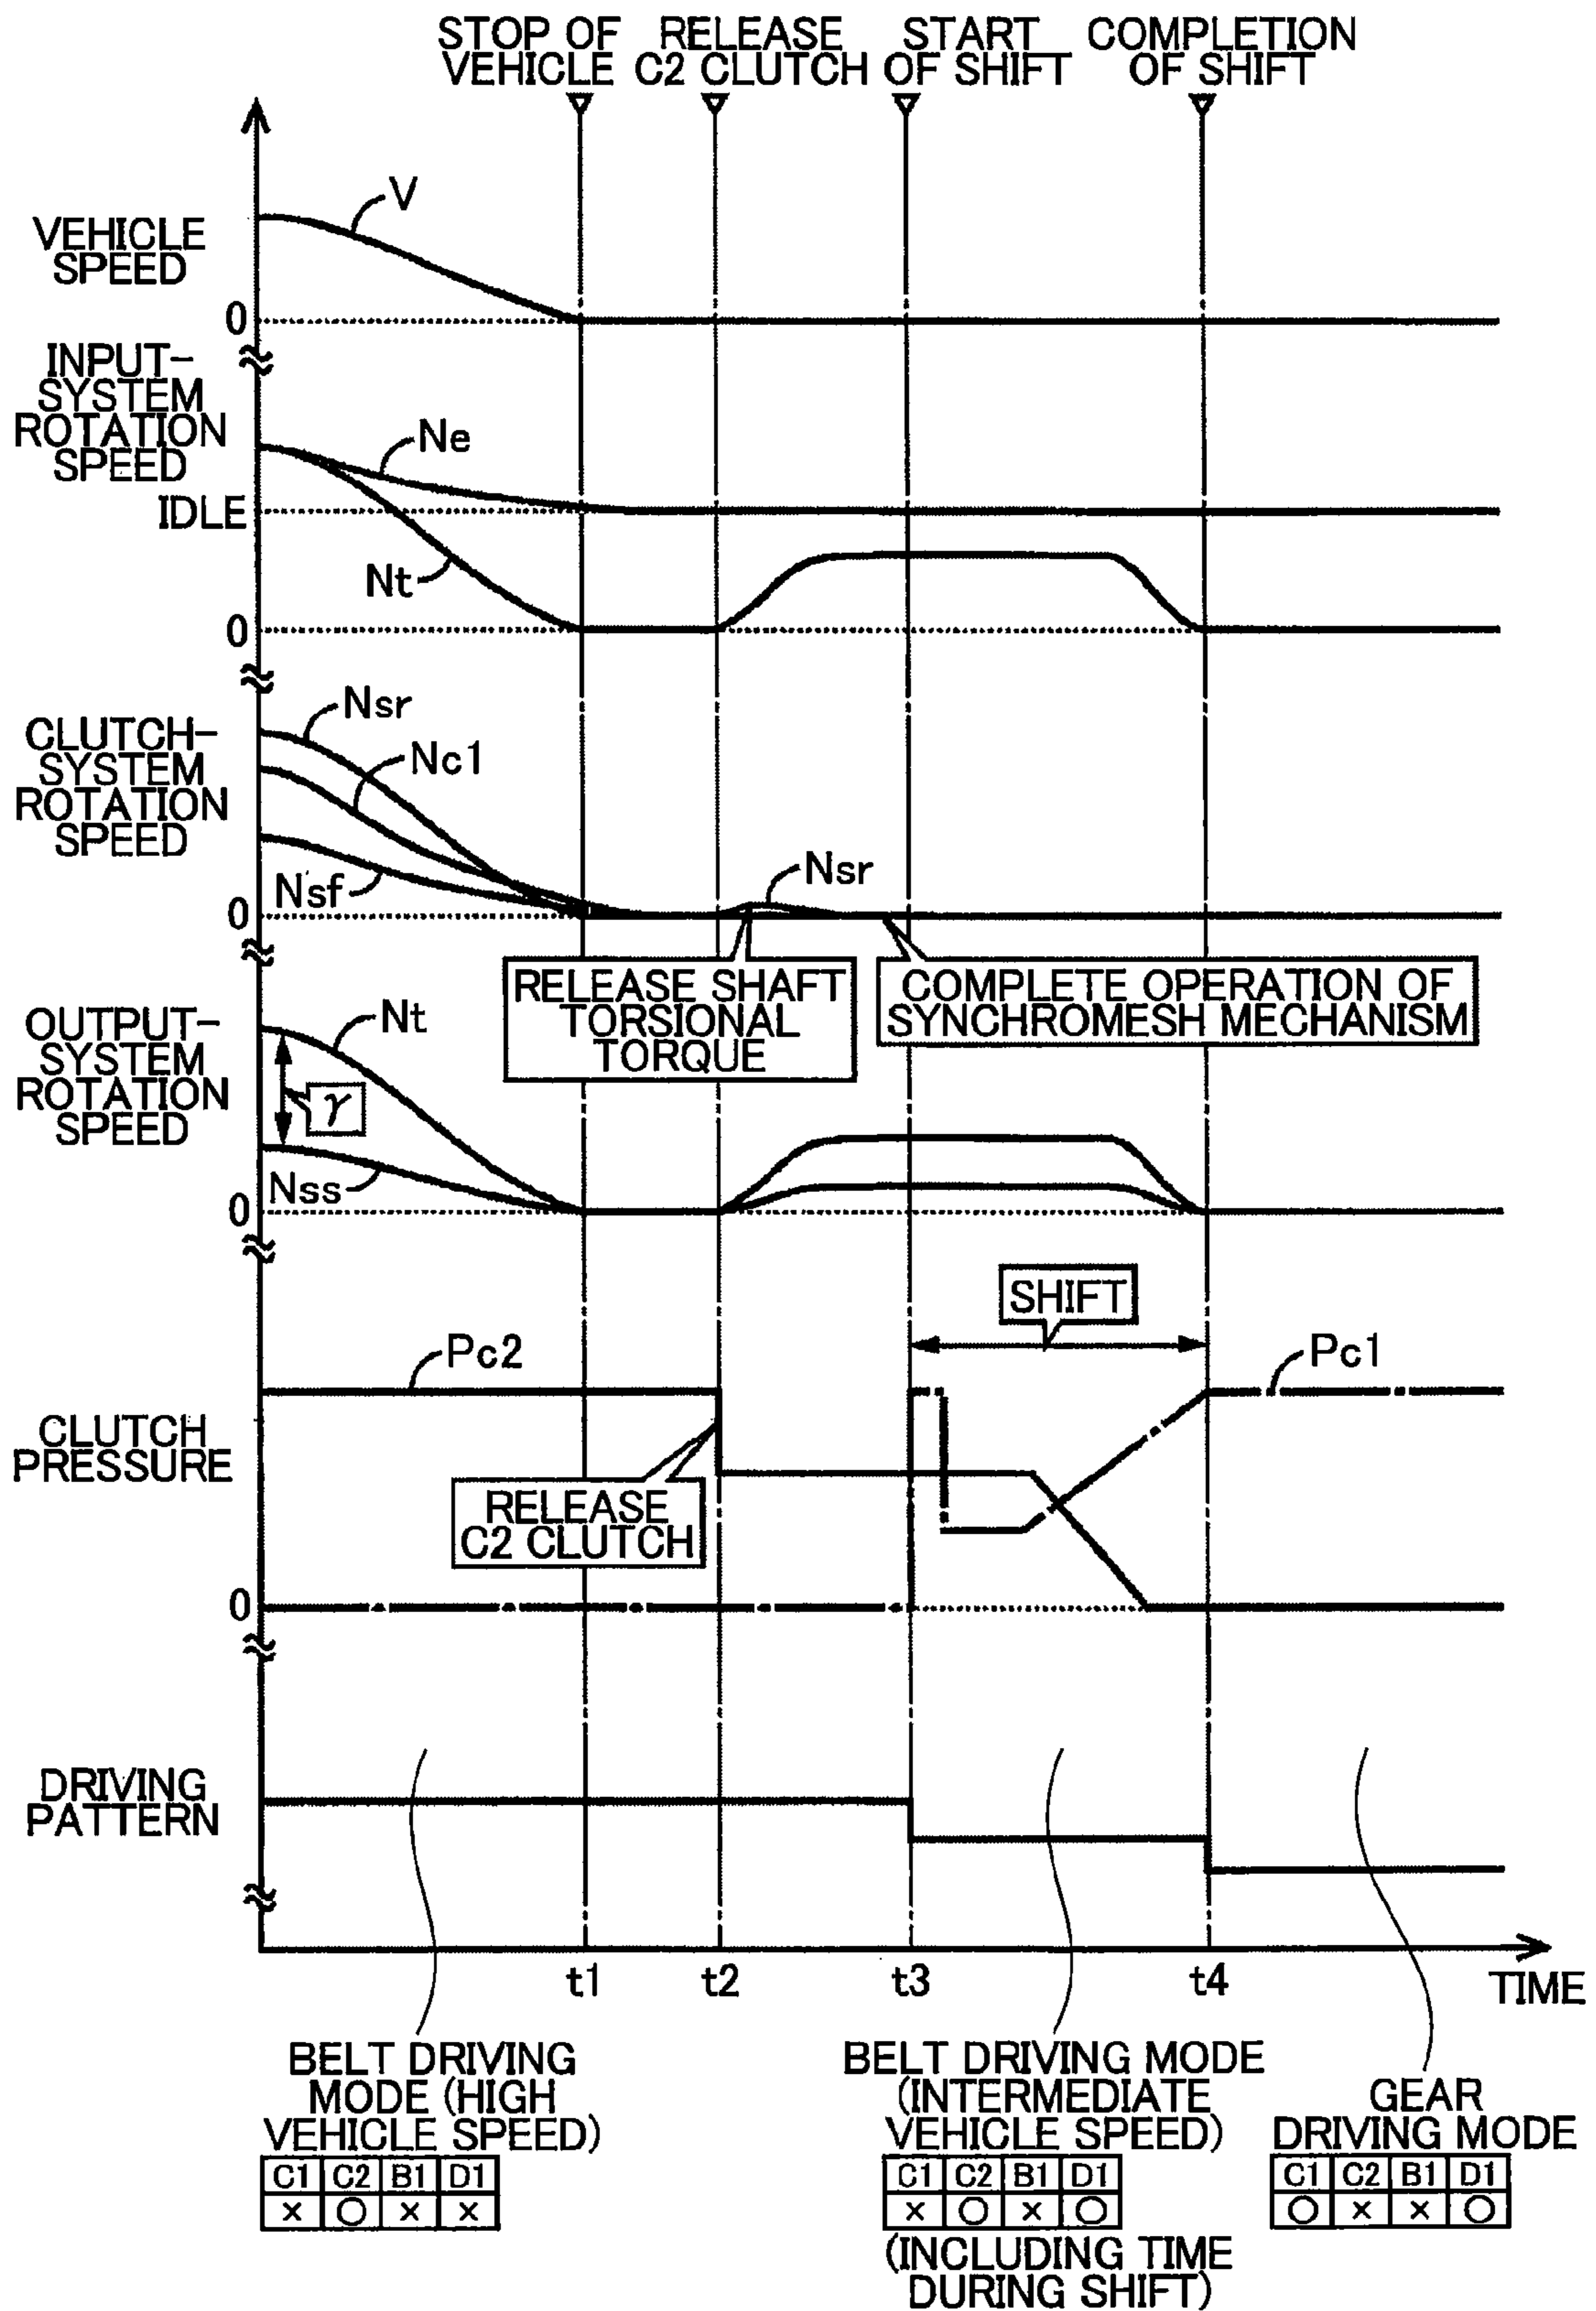 STOP OF VEHICLE
RELEASE C2 CLUTCH
START OF SHIFT
COMPLETION OF SHIFT
VEHICLE
SPEED
V
0
INPUT-
SYSTEM
ROTATION
SPEED
Ne
IDLE
Nt
0
CLUTCH-
SYSTEM
ROTATION
SPEED
Nsr
Nc1
Nsf
Nsr
0
RELEASE SHAFT
TORSIONAL
TORQUE
COMPLETE OPERATION OF
SYNCHROMESH MECHANISM
OUTPUT-
SYSTEM
ROTATION
SPEED
Nt
γ
Nss
0
SHIFT
Pc2
Pc1
CLUTCH
PRESSURE
RELEASE
C2 CLUTCH
0
DRIVING
PATTERN
t1 t2 t3 t4
TIME
BELT DRIVING
MODE (HIGH
VEHICLE SPEED)
C1 C2 B1 D1
× ○ × ×
BELT DRIVING MODE
(INTERMEDIATE
VEHICLE SPEED)
C1 C2 B1 D1
× ○ × ○
(INCLUDING TIME
DURING SHIFT)
GEAR
DRIVING MODE
C1 C2 B1 D1
○ × × ○